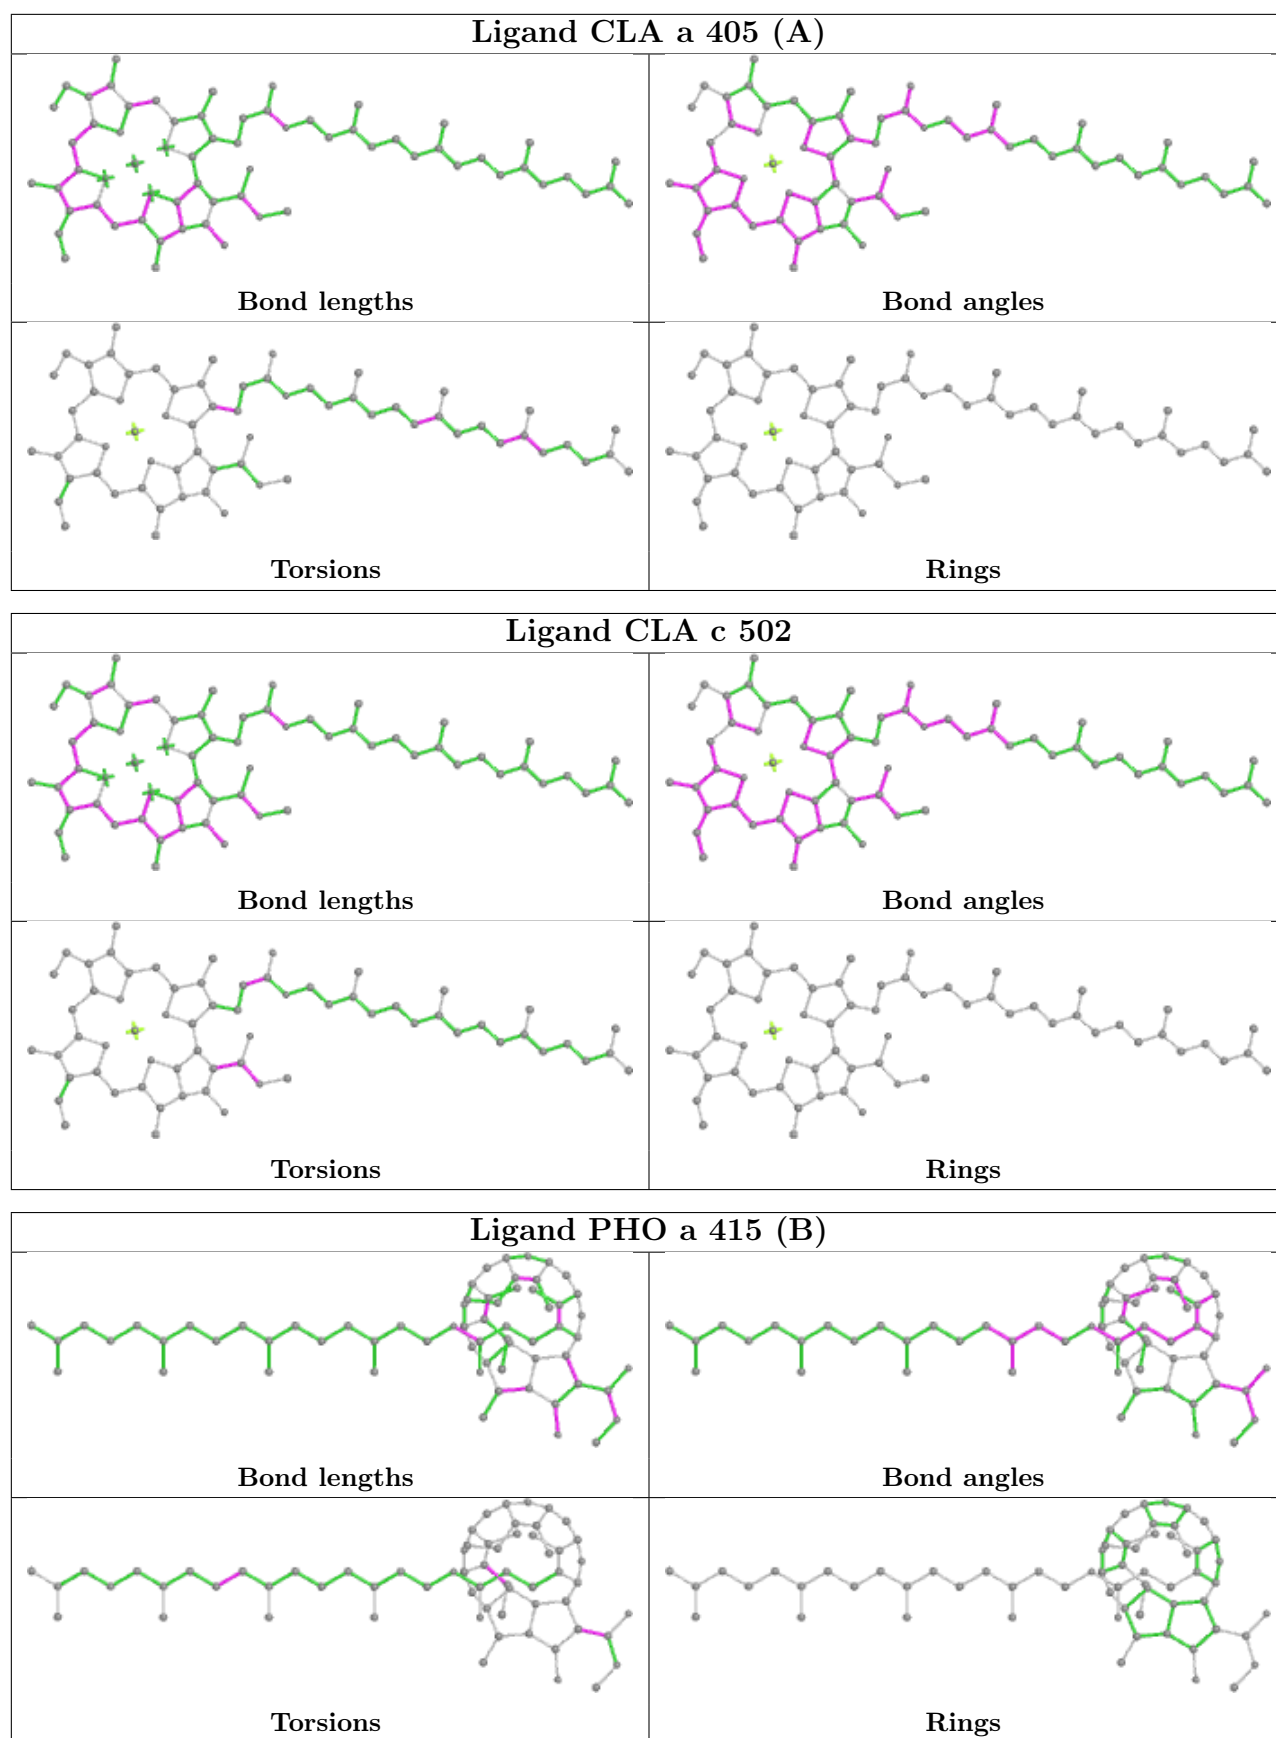 Ligand CLA a 405 (A)
Bond lengths
Bond angles
Torsions
Rings
Ligand CLA c 502
Bond lengths
Bond angles
Torsions
Rings
Ligand PHO a 415 (B)
Bond lengths
Bond angles
Torsions
Rings